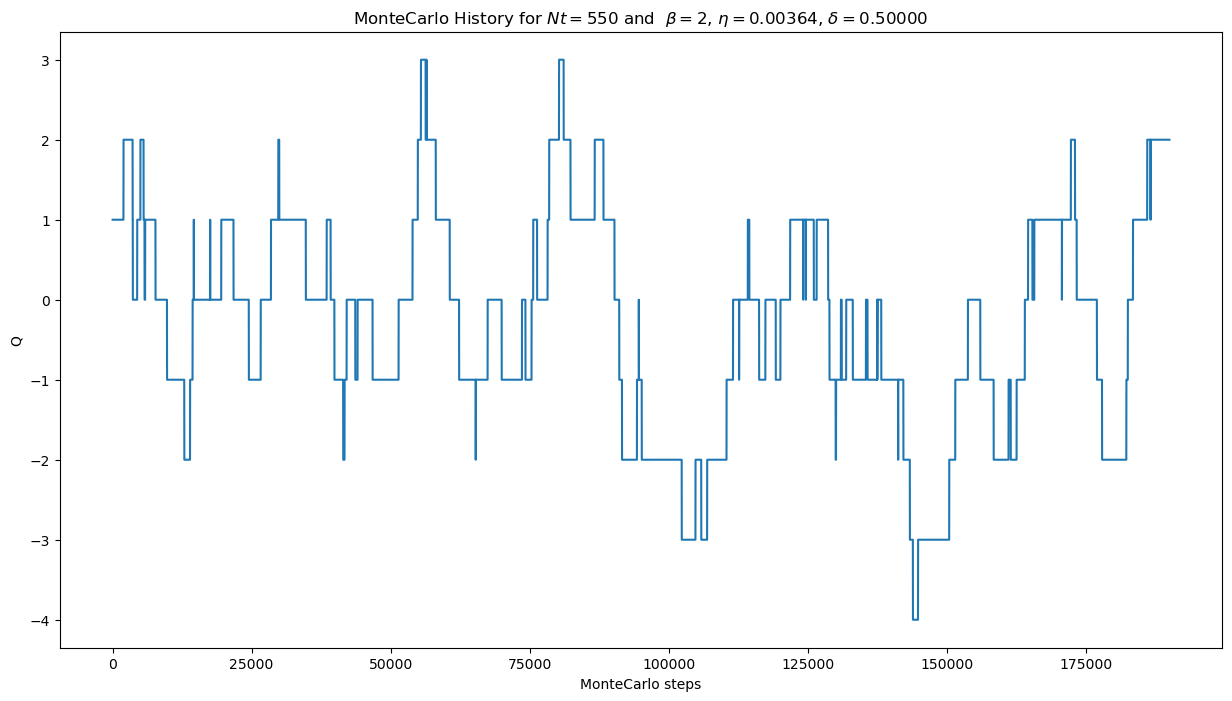 MonteCarlo History for Nt = 550 and β = 2, η = 0.00364, δ = 0.50000
3
2
1
0
−1
−2
−3
−4
Q
0 25000 50000 75000 100000 125000 150000 175000
MonteCarlo steps